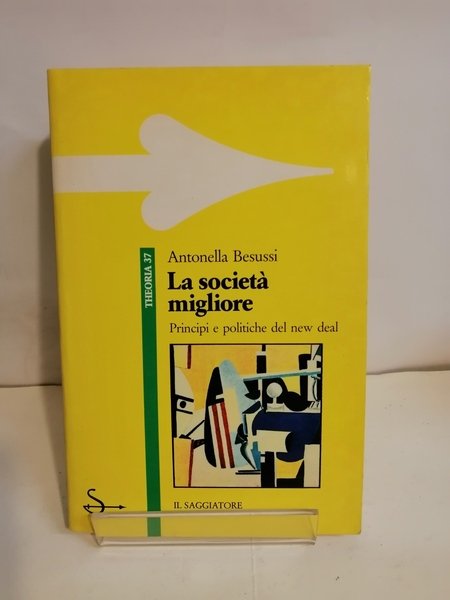 THEORIA 37
Antonella Besussi
La società
migliore
Principi e politiche del new deal
IL SAGGIATORE